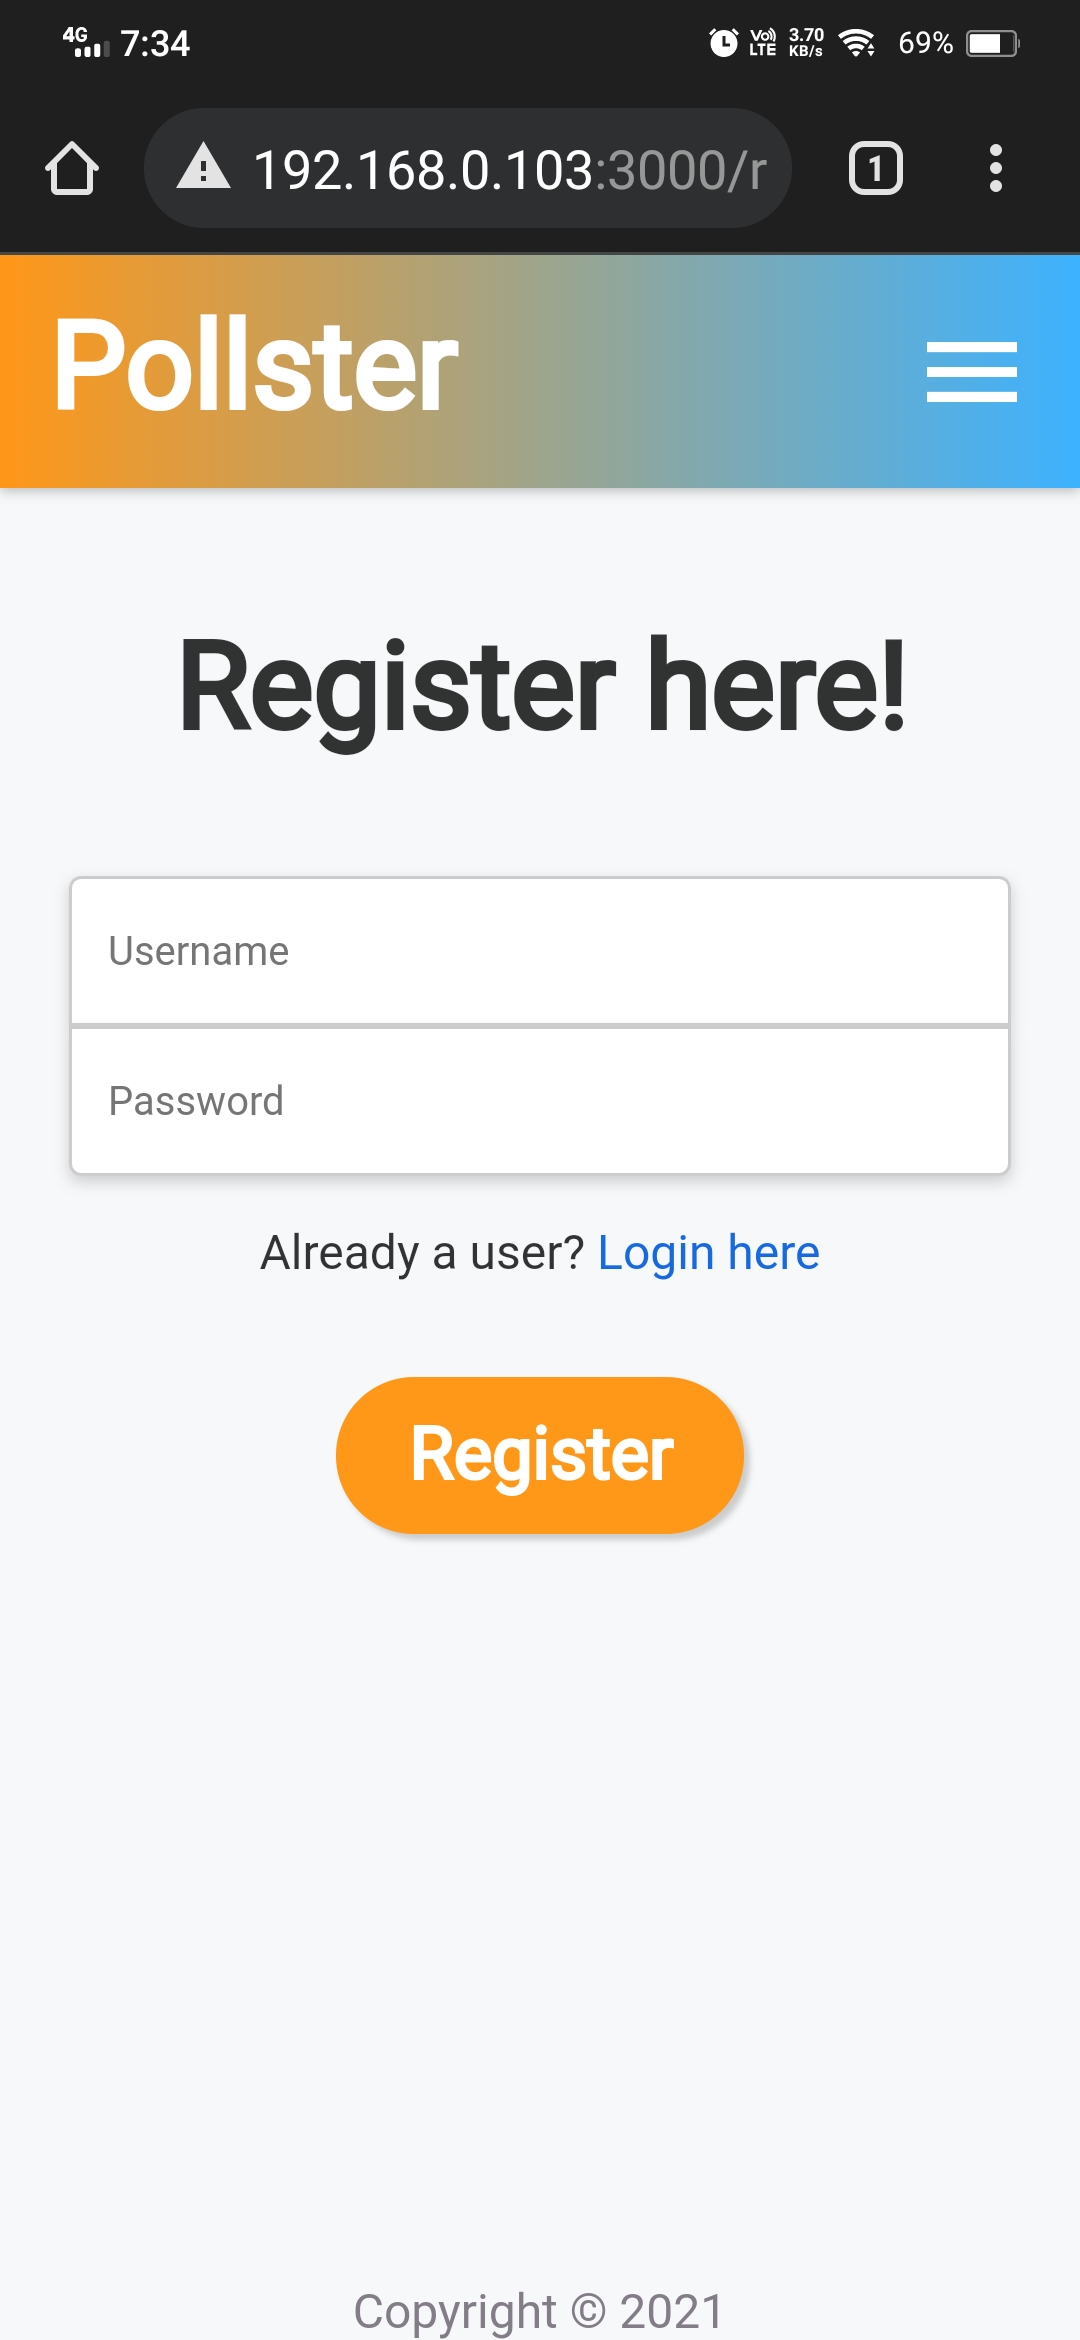 4G 7:34 Vo) LTE 3.70 KB/s 69%
192.168.0.103:3000/r 1
Pollster
Register here!
Username
Password
Already a user? Login here
Register
Copyright © 2021